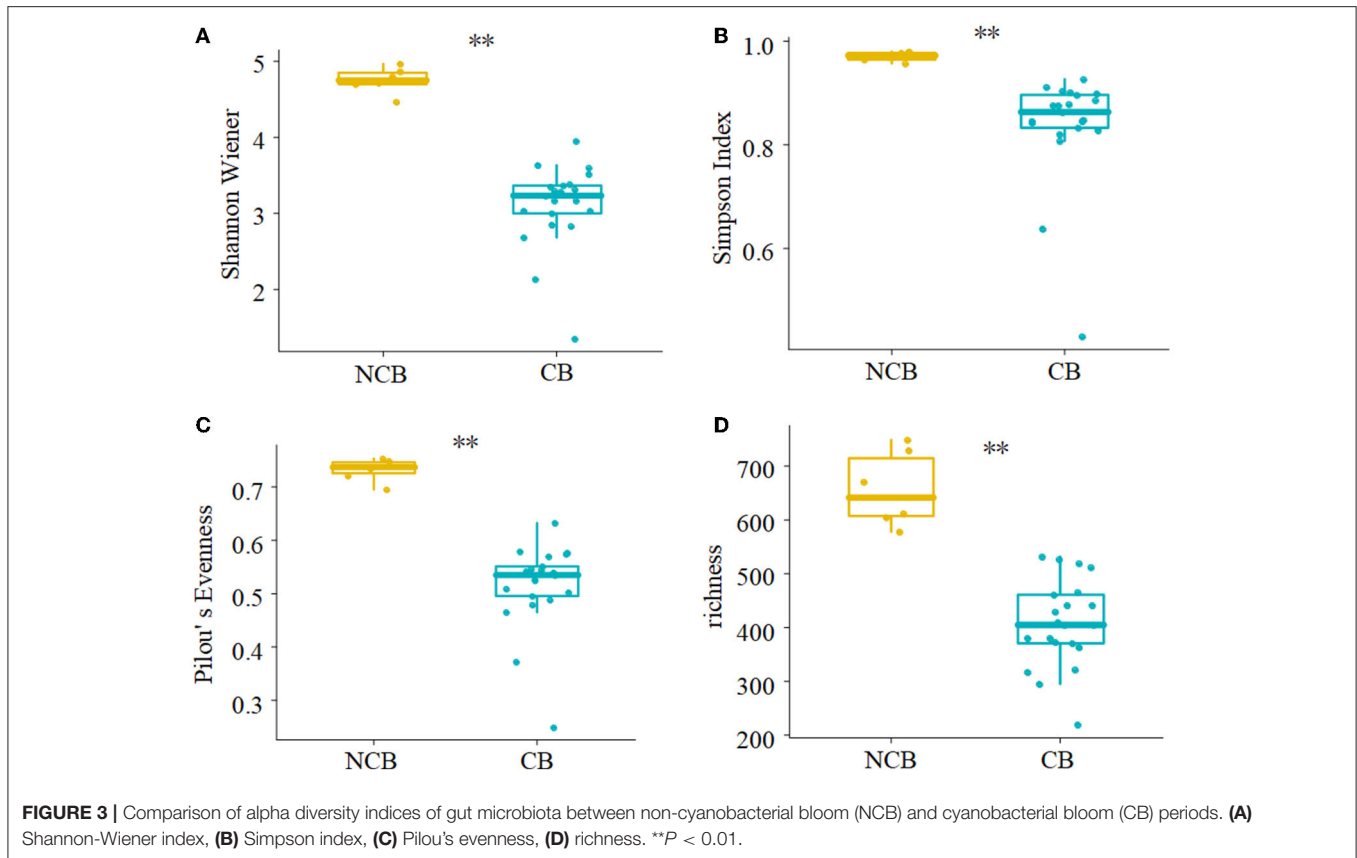 A
**
Shannon Wiener
5
4
3
2
NCB
CB
B
**
Simpson Index
1.0
0.8
0.6
NCB
CB
C
**
Pilou' s Evenness
0.7
0.6
0.5
0.4
0.3
NCB
CB
D
**
richness
700
600
500
400
300
200
NCB
CB
FIGURE 3 | Comparison of alpha diversity indices of gut microbiota between non-cyanobacterial bloom (NCB) and cyanobacterial bloom (CB) periods. (A)
Shannon-Wiener index, (B) Simpson index, (C) Pilou's evenness, (D) richness. **P < 0.01.